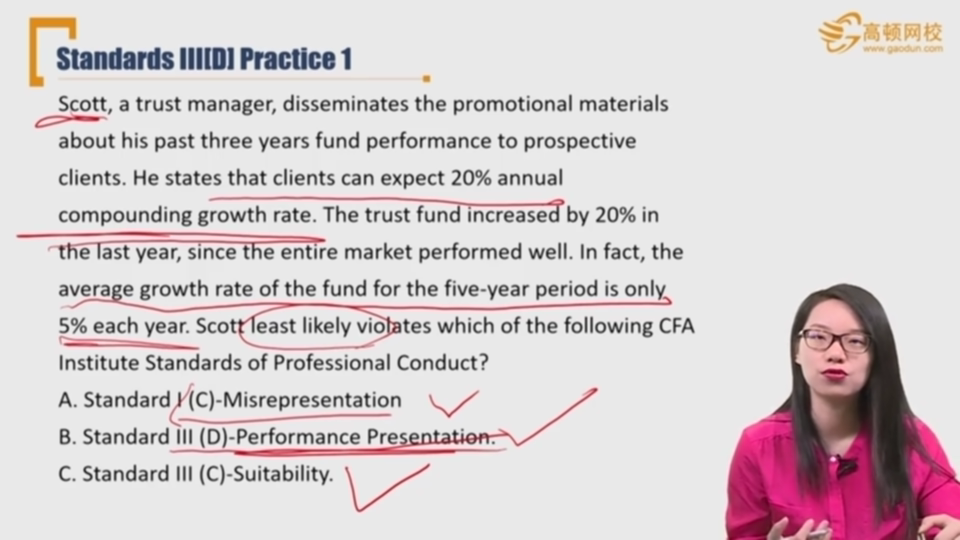 高顿网校
www.gaodun.com
Standards III[D] Practice 1
Scott, a trust manager, disseminates the promotional materials
about his past three years fund performance to prospective
clients. He states that clients can expect 20% annual
compounding growth rate. The trust fund increased by 20% in
the last year, since the entire market performed well. In fact, the
average growth rate of the fund for the five-year period is only
5% each year. Scott least likely violates which of the following CFA
Institute Standards of Professional Conduct?
A. Standard I (C)-Misrepresentation
B. Standard III (D)-Performance Presentation.
C. Standard III (C)-Suitability.